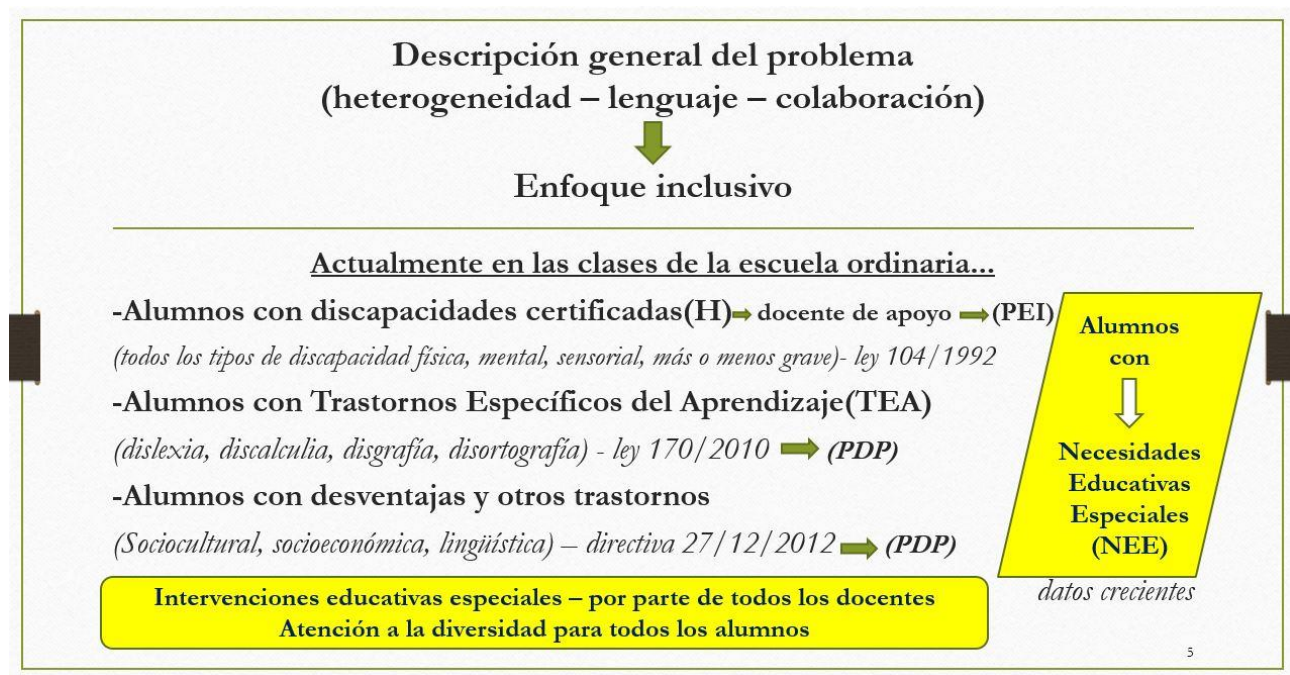 Descripción general del problema
(heterogeneidad – lenguaje – colaboración)
Enfoque inclusivo
Actualmente en las clases de la escuela ordinaria...
-Alumnos con discapacidades certificadas(H) docente de apoyo (PEI)
(todos los tipos de discapacidad física, mental, sensorial, más o menos grave)- ley 104/1992
-Alumnos con Trastornos Específicos del Aprendizaje(TEA)
(dislexia, discalculia, disgrafía, disortografía) - ley 170/2010 (PDP)
-Alumnos con desventajas y otros trastornos
(Sociocultural, socioeconómica, lingüística) – directiva 27/12/2012 (PDP)
Alumnos
con
Necesidades
Educativas
Especiales
(NEE)
datos crecientes
Intervenciones educativas especiales – por parte de todos los docentes
Atención a la diversidad para todos los alumnos
5